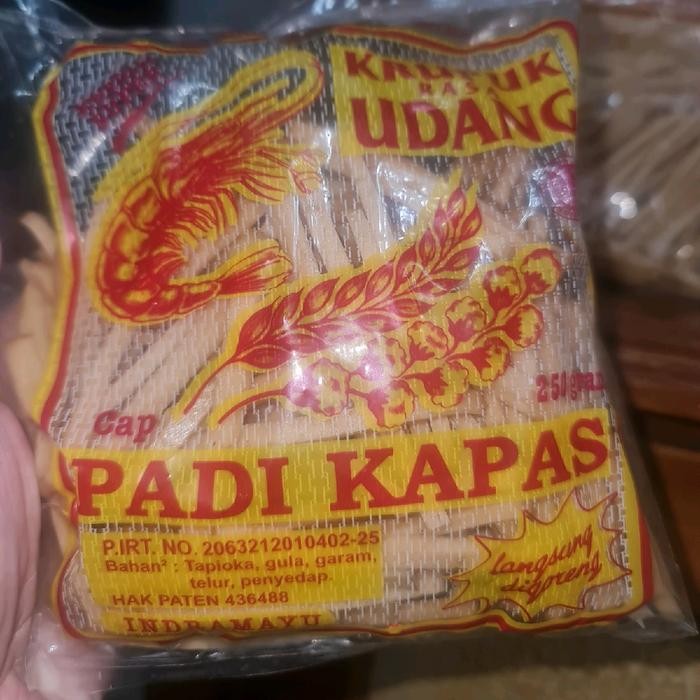 KRUPUK
RASA
UDANG
250 gram
Cap
PADI KAPAS
P.IRT. NO. 2063212010402-25
Bahan² : Tapioka, gula, garam,
telur, penyedap.
HAK PATEN 436488
INDRAMAYU
langsung
digoreng